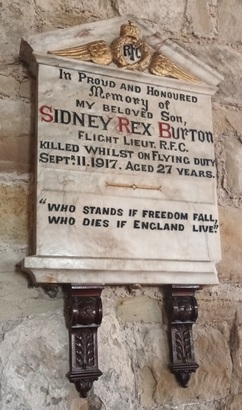 RFC
IN PROUD AND HONOURED
MEMORY OF
MY BELOVED SON,
SIDNEY REX BURTON
FLIGHT LIEUT. R.F.C.
KILLED WHILST ON FLYING DUTY
SEPT. 11. 1917. AGED 27 YEARS.
"WHO STANDS IF FREEDOM FALL,
WHO DIES IF ENGLAND LIVE?"